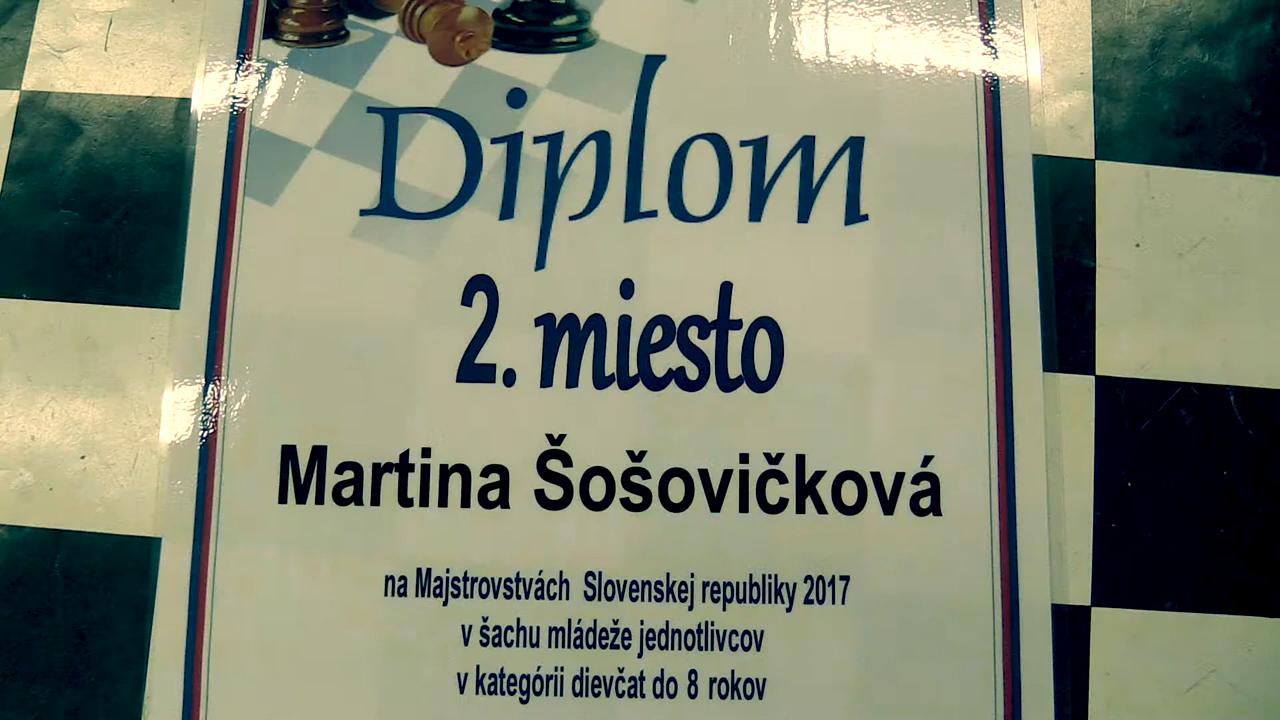 Diplom
2. miesto
Martina Šošovičková
na Majstrovstvách Slovenskej republiky 2017
v šachu mládeže jednotlivcov
v kategórii dievčat do 8 rokov